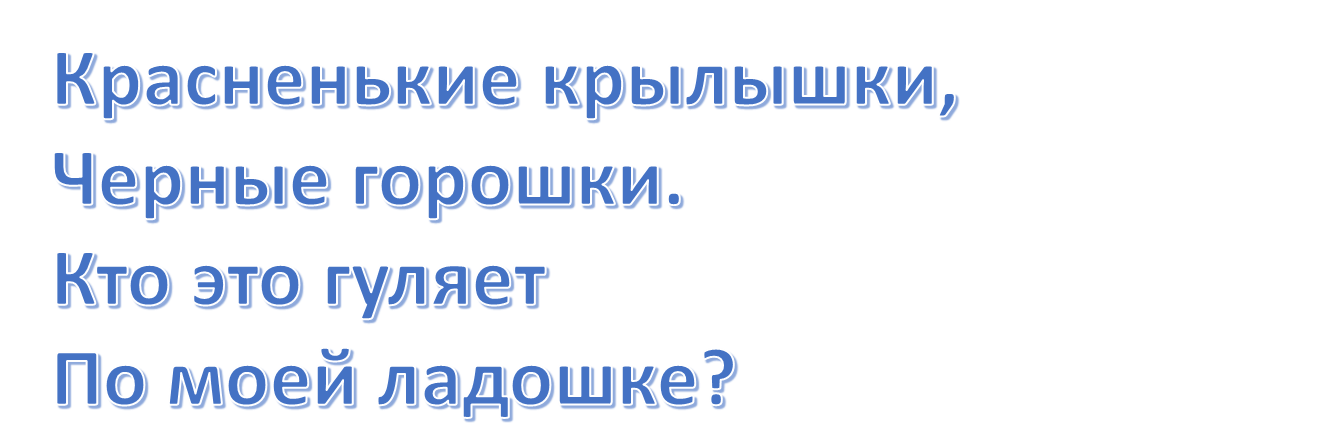 Красненькие крылышки,
Черные горошки.
Кто это гуляет
По моей ладошке?